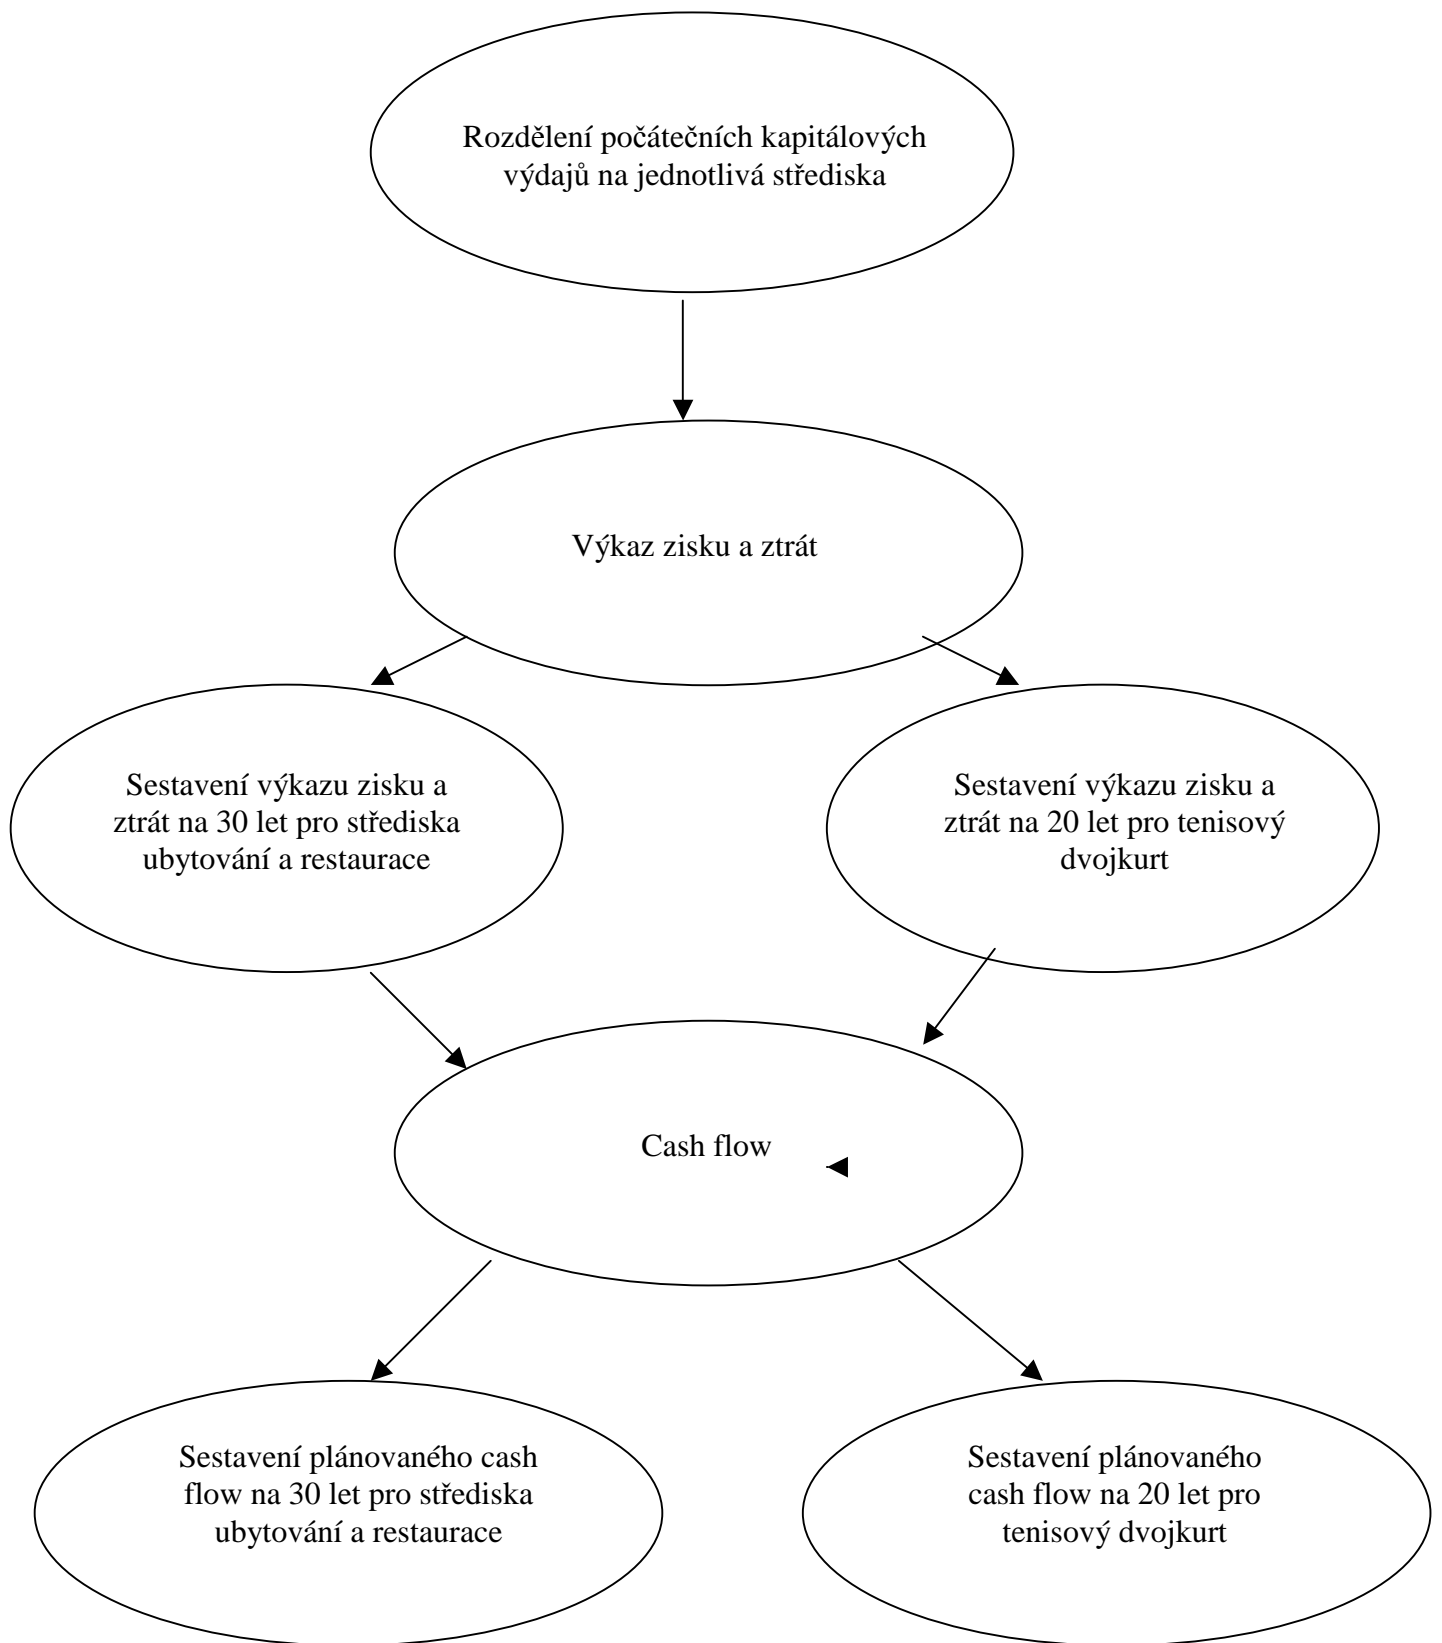 Rozdělení počátečních kapitálových
výdajů na jednotlivá střediska
Výkaz zisku a ztrát
Sestavení výkazu zisku a
ztrát na 30 let pro střediska
ubytování a restaurace
Sestavení výkazu zisku a
ztrát na 20 let pro tenisový
dvojkurt
Cash flow
Sestavení plánovaného cash
flow na 30 let pro střediska
ubytování a restaurace
Sestavení plánovaného
cash flow na 20 let pro
tenisový dvojkurt